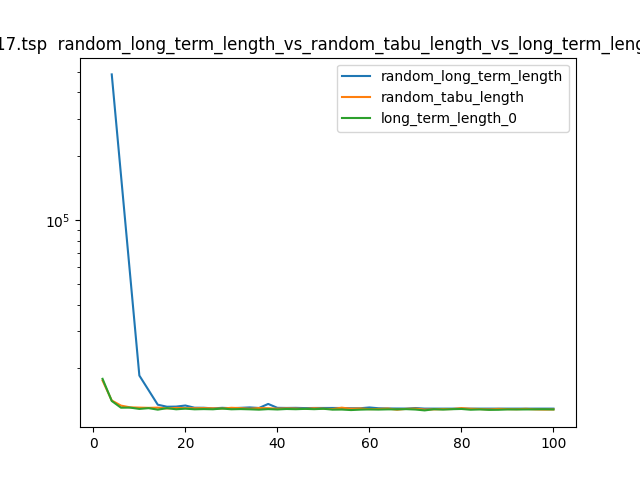 17.tsp random_long_term_length_vs_random_tabu_length_vs_long_term_leng
random_long_term_length
random_tabu_length
long_term_length_0
10^5
0 20 40 60 80 100